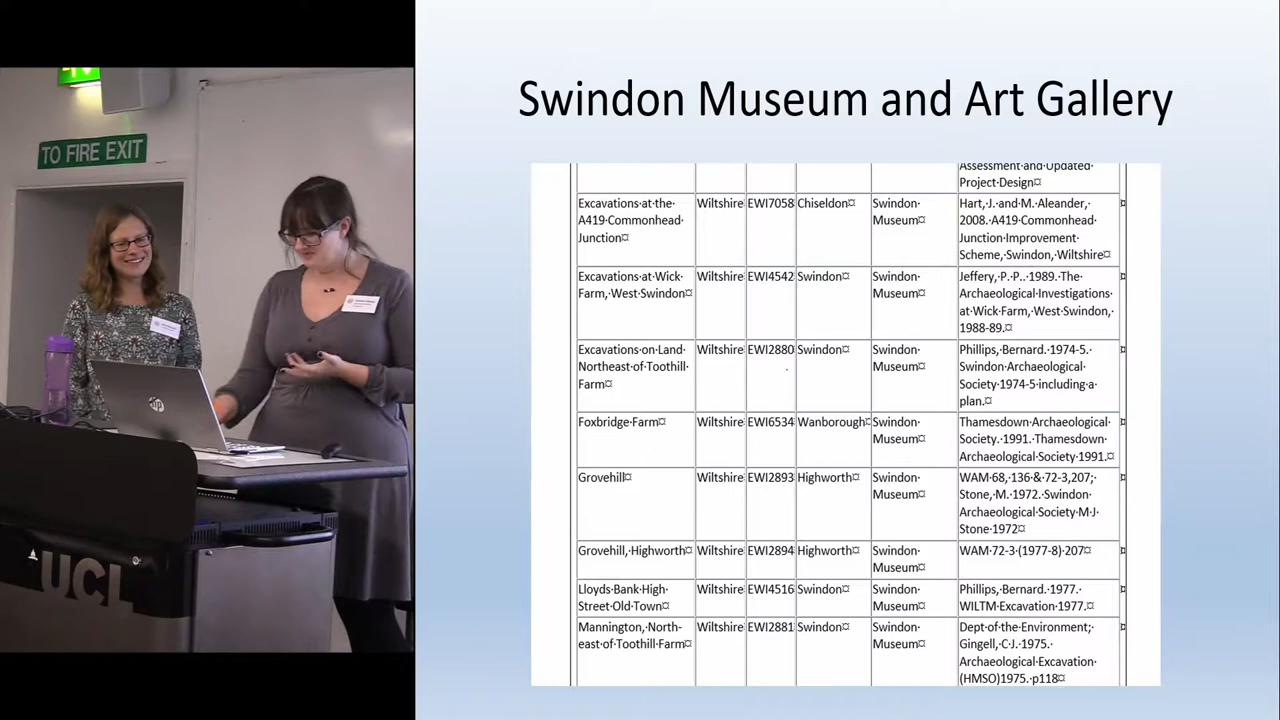 TO FIRE EXIT
hp
UCL
Swindon Museum and Art Gallery
Assessment·and·Updated·
Project·Design¤
Excavations·at·the·
A419·Commonhead·
Junction¤
Wiltshire
EWI7058
Chiseldon¤
Swindon·
Museum¤
Hart,·J.·and·M.·Aleander,·
2008.·A419·Commonhead·
Junction·Improvement·
Scheme,·Swindon,·Wiltshire¤
¤
Excavations·at·Wick·
Farm,·West·Swindon¤
Wiltshire
EWI4542
Swindon¤
Swindon·
Museum¤
Jeffery,·P.·P..·1989.·The·
Archaeological·Investigations·
at·Wick·Farm,·West·Swindon,·
1988-89.¤
¤
Excavations·on·Land·
Northeast·of·Toothill·
Farm¤
Wiltshire
EWI2880
Swindon¤
Swindon·
Museum¤
Phillips,·Bernard.·1974-5.·
Swindon·Archaeological·
Society·1974-5·including·a·
plan.¤
¤
Foxbridge·Farm¤
Wiltshire
EWI6534
Wanborough¤
Swindon·
Museum¤
Thamesdown·Archaeological·
Society.·1991.·Thamesdown·
Archaeological·Society·1991.¤
¤
Grovehill¤
Wiltshire
EWI2893
Highworth¤
Swindon·
Museum¤
WAM·68,·136·&·72-3,207;·
Stone,·M.·1972.·Swindon·
Archaeological·Society·M·J·
Stone·1972¤
¤
Grovehill,·Highworth¤
Wiltshire
EWI2894
Highworth¤
Swindon·
Museum¤
WAM·72-3·(1977-8)·207¤
¤
Lloyds·Bank·High·
Street·Old·Town¤
Wiltshire
EWI4516
Swindon¤
Swindon·
Museum¤
Phillips,·Bernard.·1977.·
WILTM·Excavation·1977.¤
¤
Mannington,·North-
east·of·Toothill·Farm¤
Wiltshire
EWI2881
Swindon¤
Swindon·
Museum¤
Dept·of·the·Environment;·
Gingell,·C·J.·1975.·
Archaeological·Excavation·
(HMSO)1975.·p118¤
¤